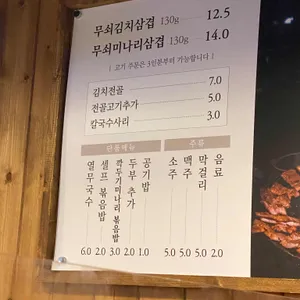 무쇠김치삼겹 130g 12.5
무쇠미나리삼겹 130g 14.0
[ 고기 주문은 3인분부터 가능합니다 ]
김치전골 7.0
전골고기추가 5.0
칼국수사리 3.0
단품메뉴
열무국수 6.0
셀프볶음밥 2.0
깍두기미나리볶음밥 3.0
두부추가 2.0
공기밥 1.0
주류
소주 5.0
맥주 5.0
막걸리 5.0
음료 2.0